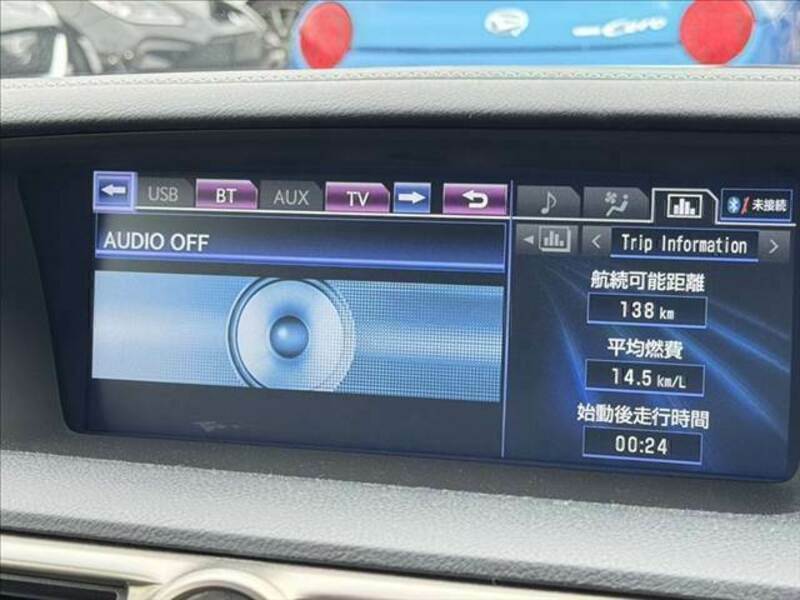 USB BT AUX TV
未接続
AUDIO OFF
Trip Information
航続可能距離
138 km
平均燃費
14.5 km/L
始動後走行時間
00:24